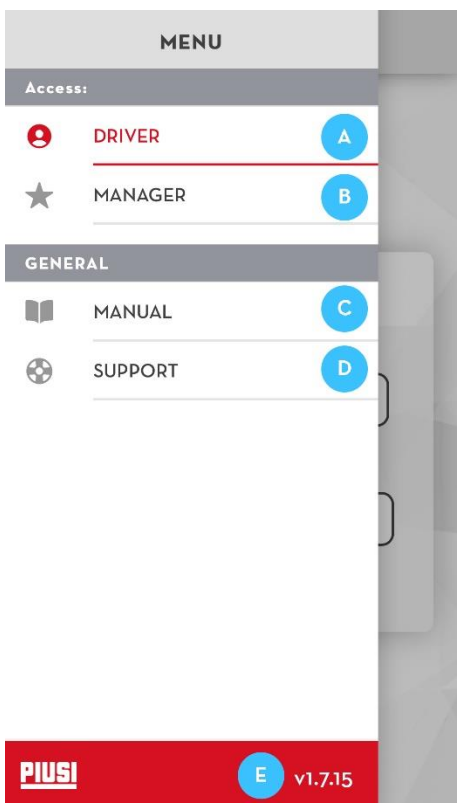 MENU
Access:
DRIVER A
MANAGER B
GENERAL
MANUAL C
SUPPORT D
PIUSI E v1.7.15